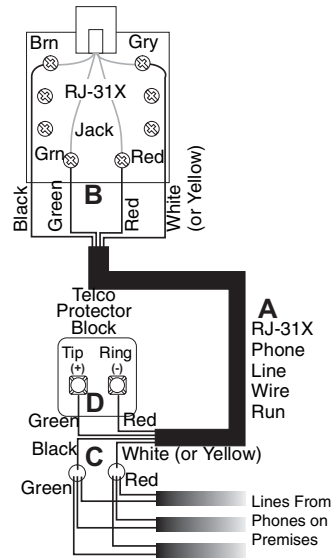 Brn
Gry
RJ-31X
Jack
Grn
Red
Black
Green
B
Red
White
(or Yellow)
Telco
Protector
Block
A
RJ-31X
Phone
Line
Wire
Run
Tip
(+)
Ring
(-)
D
Green
Red
Black
C
White (or Yellow)
Green
Red
Lines From
Phones on
Premises